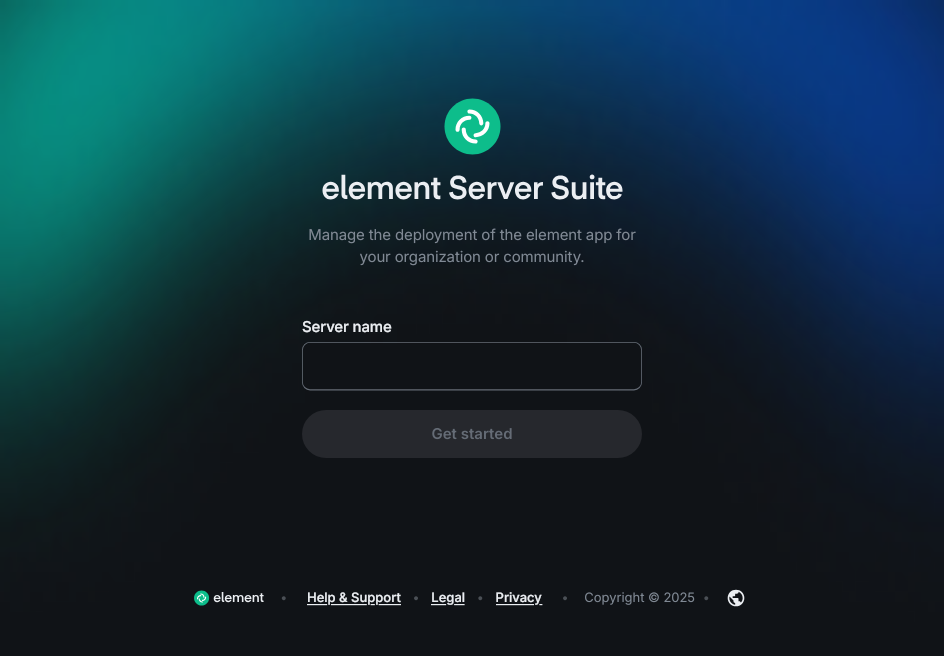 element Server Suite
Manage the deployment of the element app for
your organization or community.
Server name
Get started
element • Help & Support • Legal • Privacy • Copyright © 2025 •